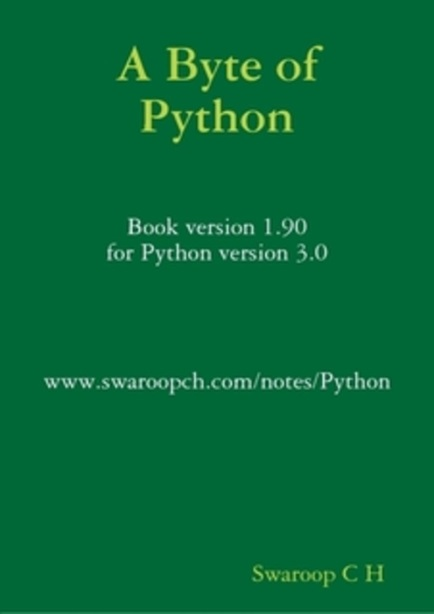 A Byte of
Python
Book version 1.90
for Python version 3.0
www.swaroopch.com/notes/Python
Swaroop C H